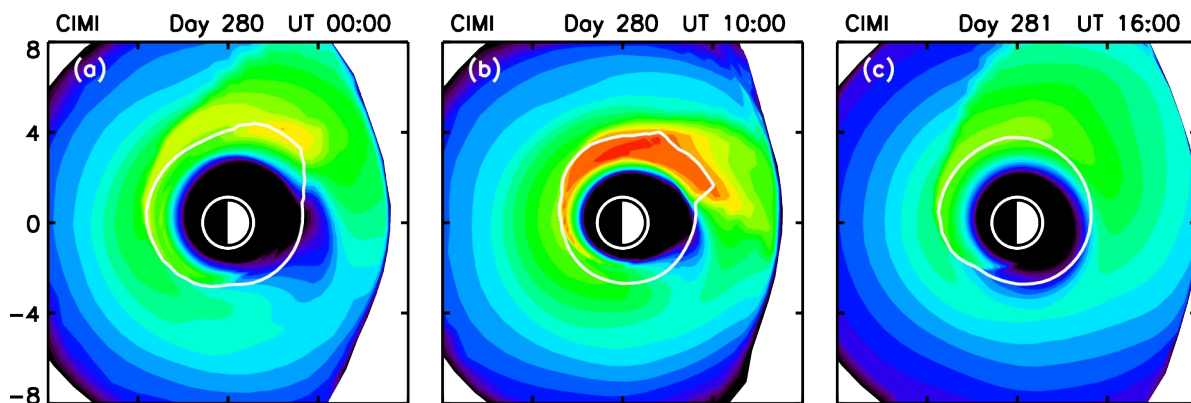 CIMI Day 280 UT 00:00
CIMI Day 280 UT 10:00
CIMI Day 281 UT 16:00
(a)
(b)
(c)
8
4
0
-4
-8